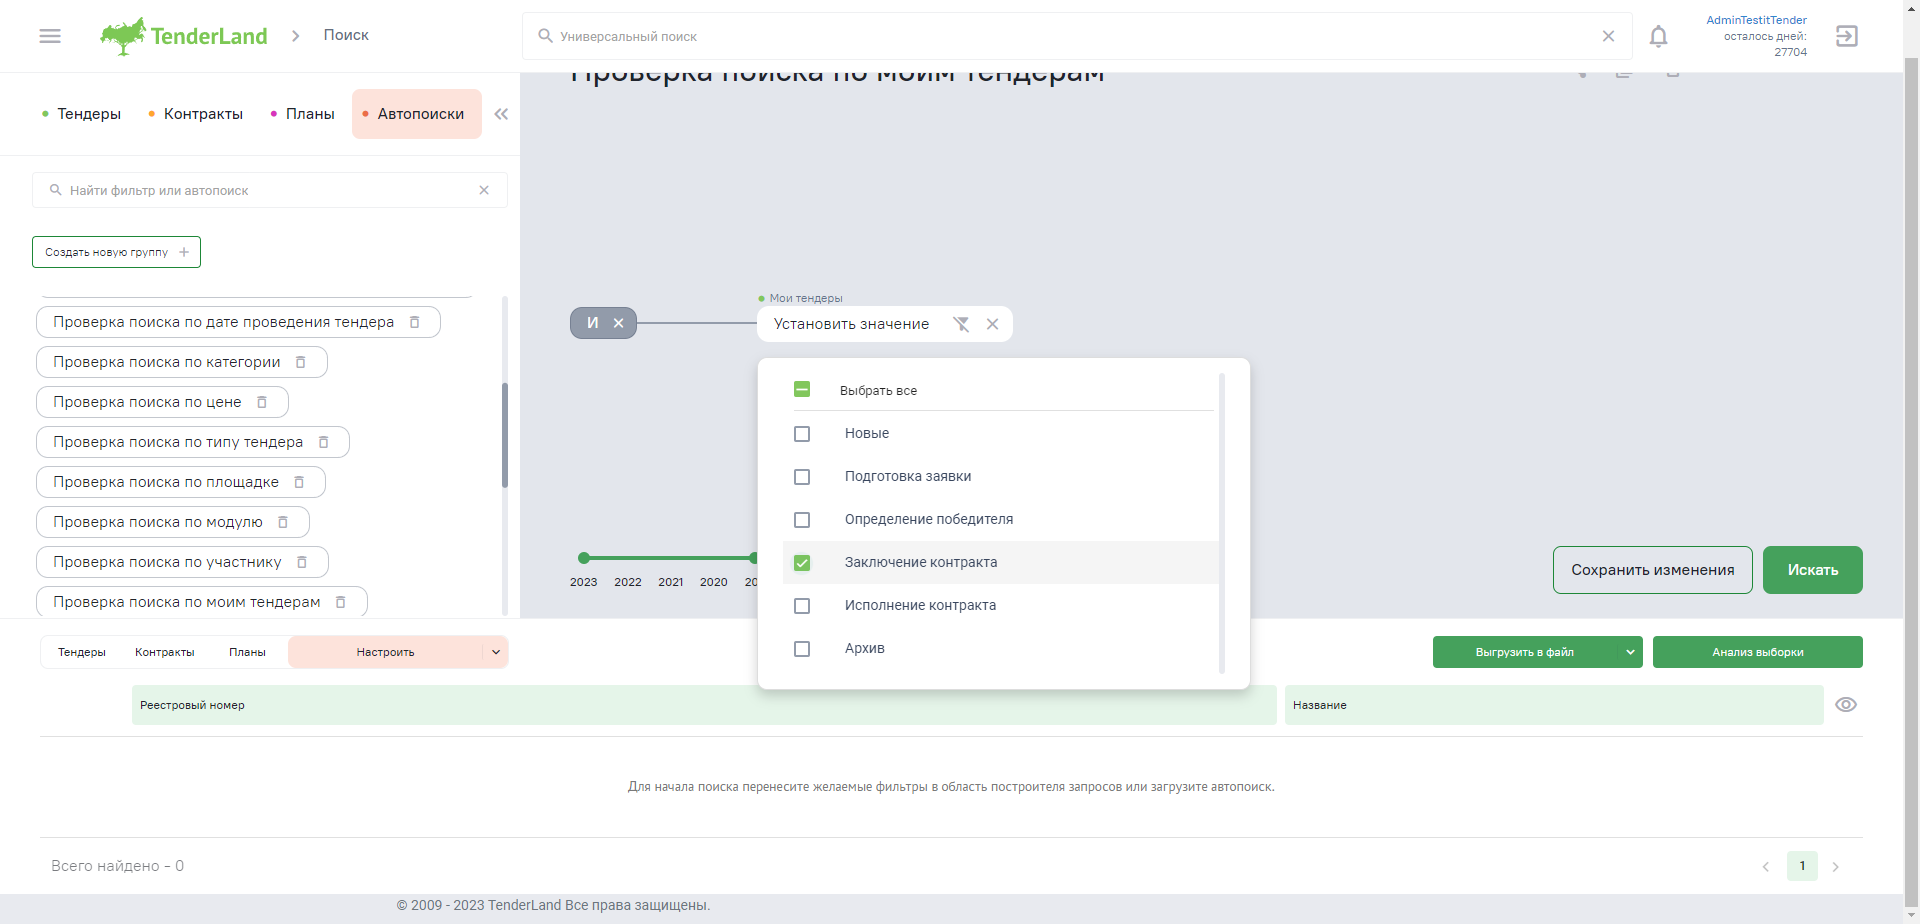 TenderLand
Поиск
Универсальный поиск
AdminTestitTender
осталось дней:
27704
Тендеры
Контракты
Планы
Автопоиски
Проверка поиска по моим тендерам
Найти фильтр или автопоиск
Создать новую группу
Проверка поиска по дате проведения тендера
Проверка поиска по категории
Проверка поиска по цене
Проверка поиска по типу тендера
Проверка поиска по площадке
Проверка поиска по модулю
Проверка поиска по участнику
Проверка поиска по моим тендерам
Мои тендеры
И
Установить значение
Выбрать все
Новые
Подготовка заявки
Определение победителя
Заключение контракта
Исполнение контракта
Архив
2023 2022 2021 2020 20
Сохранить изменения
Искать
Тендеры
Контракты
Планы
Настроить
Выгрузить в файл
Анализ выборки
Реестровый номер
Название
Для начала поиска перенесите желаемые фильтры в область построителя запросов или загрузите автопоиск.
Всего найдено - 0
1
© 2009 - 2023 TenderLand Все права защищены.